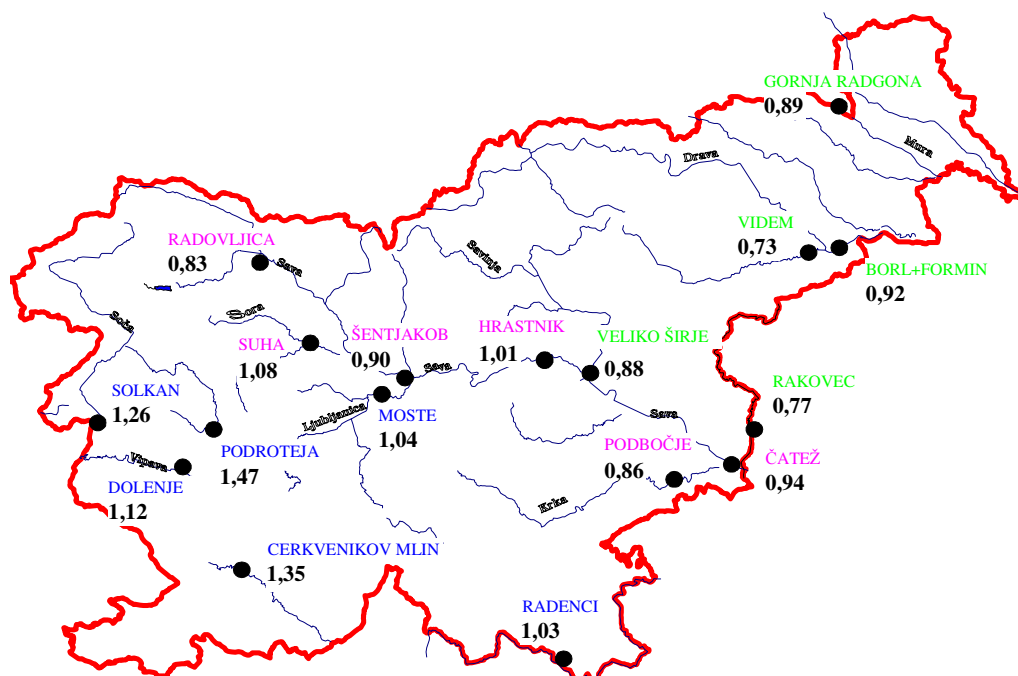 GORNJA RADGONA
0,89
Mura
Drava
VIDEM
0,73
BORL+FORMIN
0,92
RADOVLJICA
0,83
Sava
Savinja
Sora
Soča
SUHA
1,08
ŠENTJAKOB
0,90
Sava
HRASTNIK
1,01
VELIKO ŠIRJE
0,88
SOLKAN
1,26
Ljubljanica
MOSTE
1,04
Sava
RAKOVEC
0,77
PODROTEJA
1,47
Vipava
DOLENJE
1,12
PODBOČJE
0,86
ČATEŽ
0,94
Krka
CERKVENIKOV MLIN
1,35
RADENCI
1,03